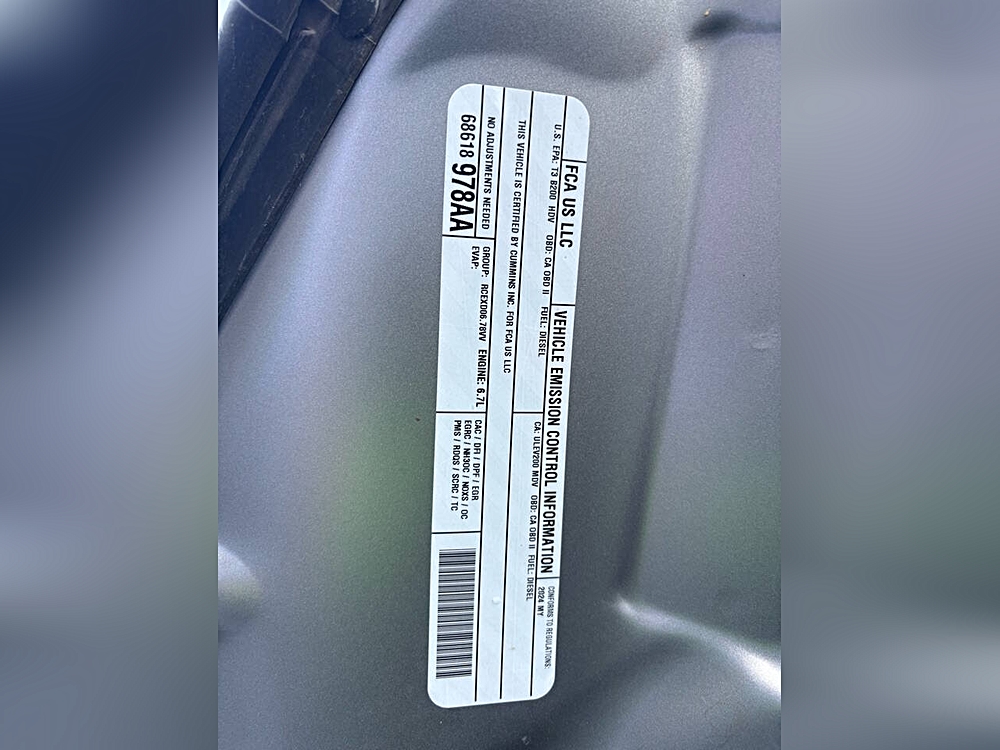 FCA US LLC
VEHICLE EMISSION CONTROL INFORMATION
CONFORMS TO REGULATIONS:
2024 MY
U.S. EPA: T3 B200 HDV OBD: CA OBD II FUEL: DIESEL
CA: ULEV200 MDV OBD: CA OBD II FUEL: DIESEL
THIS VEHICLE IS CERTIFIED BY CUMMINS INC. FOR FCA US LLC
NO ADJUSTMENTS NEEDED
68618 978AA
GROUP: RCEXD06.78VV ENGINE: 6.7L
EVAP:
CAC / DFI / DPF / EGR
EGRC / NH3OC / NOXS / OC
PMS / RDQS / SCRC / TC